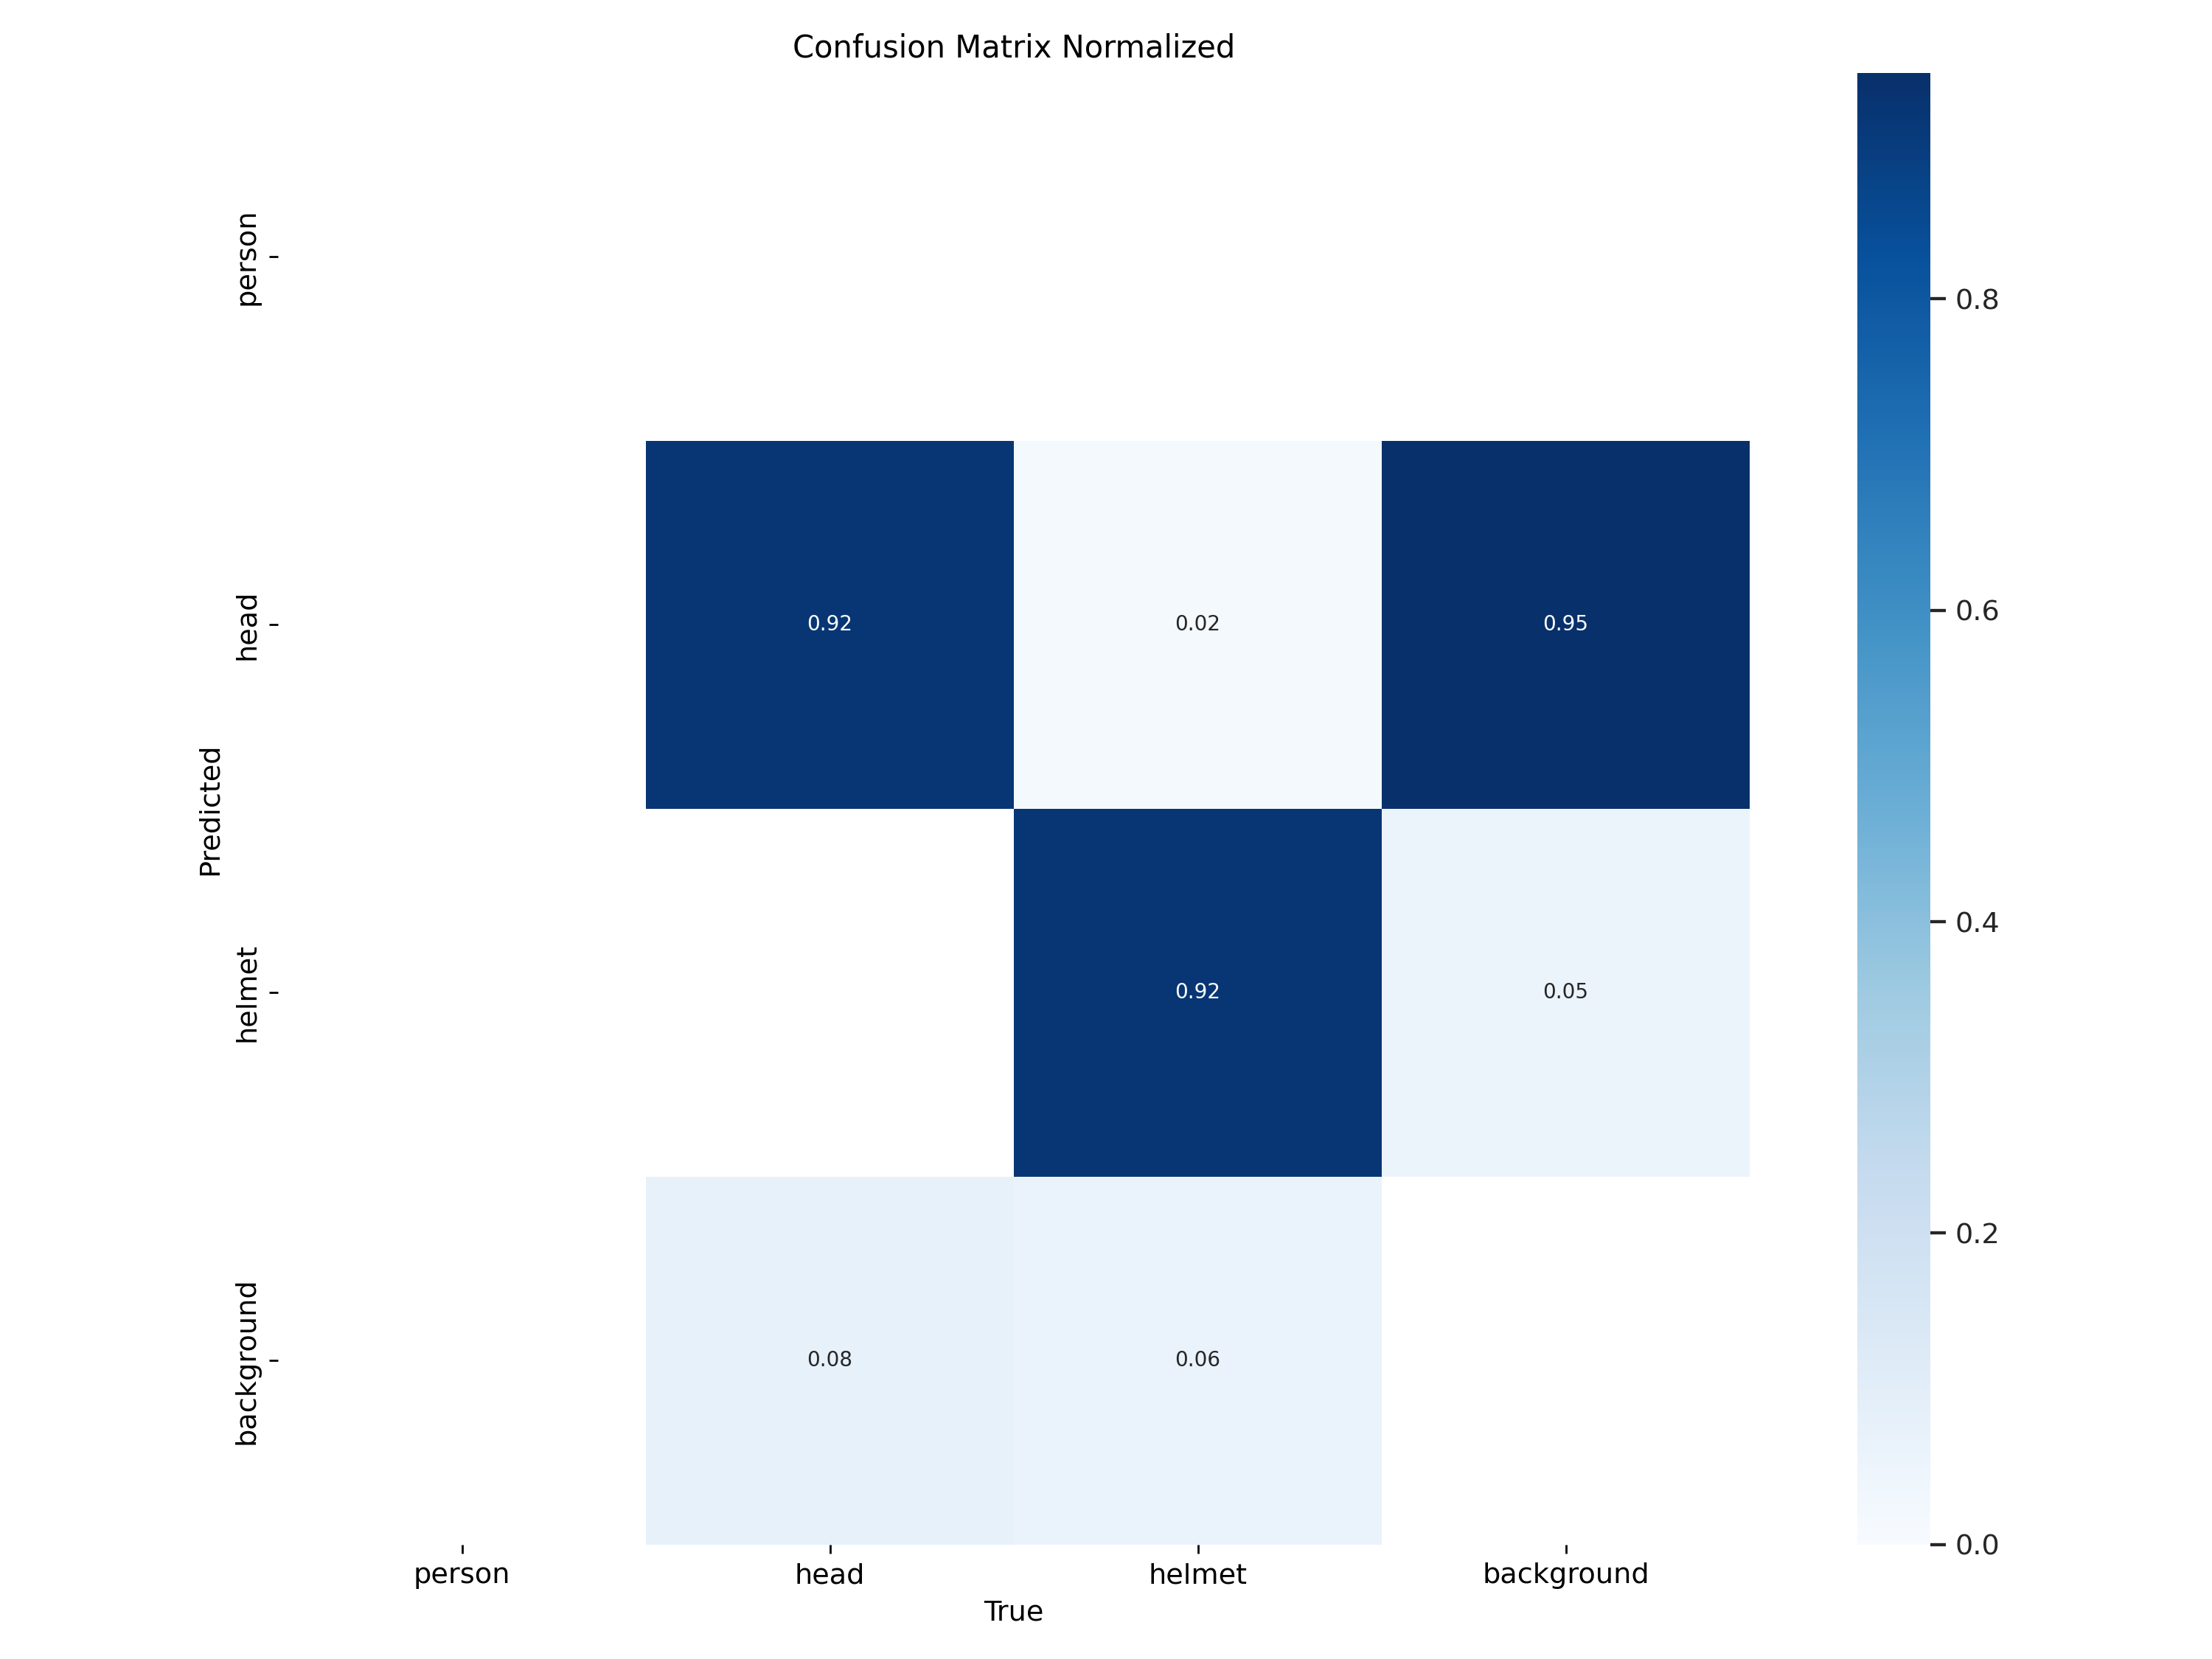 Confusion Matrix Normalized
person
head
helmet
background
Predicted
0.92
0.02
0.95
0.92
0.05
0.08
0.06
person
head
helmet
background
True
0.8
0.6
0.4
0.2
0.0